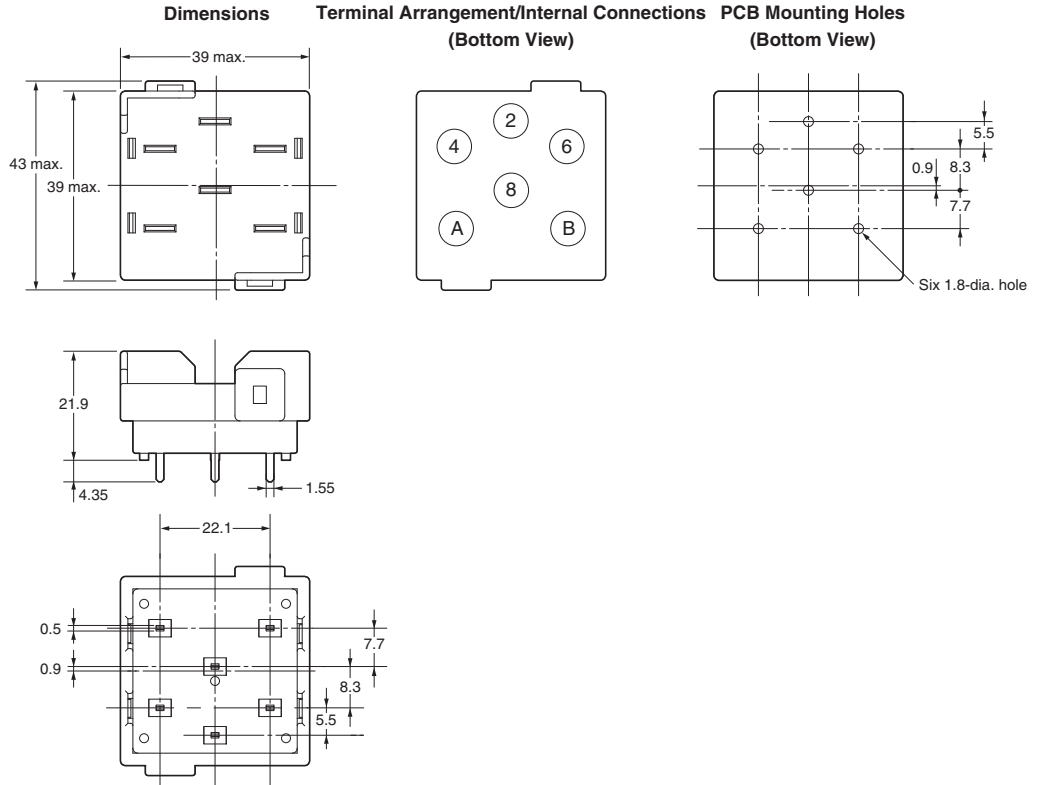 Dimensions
Terminal Arrangement/Internal Connections
(Bottom View)
PCB Mounting Holes
(Bottom View)
39 max.
43 max.
39 max.
2
4
6
8
A
B
5.5
0.9
8.3
7.7
Six 1.8-dia. hole
21.9
4.35
1.55
22.1
0.5
0.9
7.7
8.3
5.5